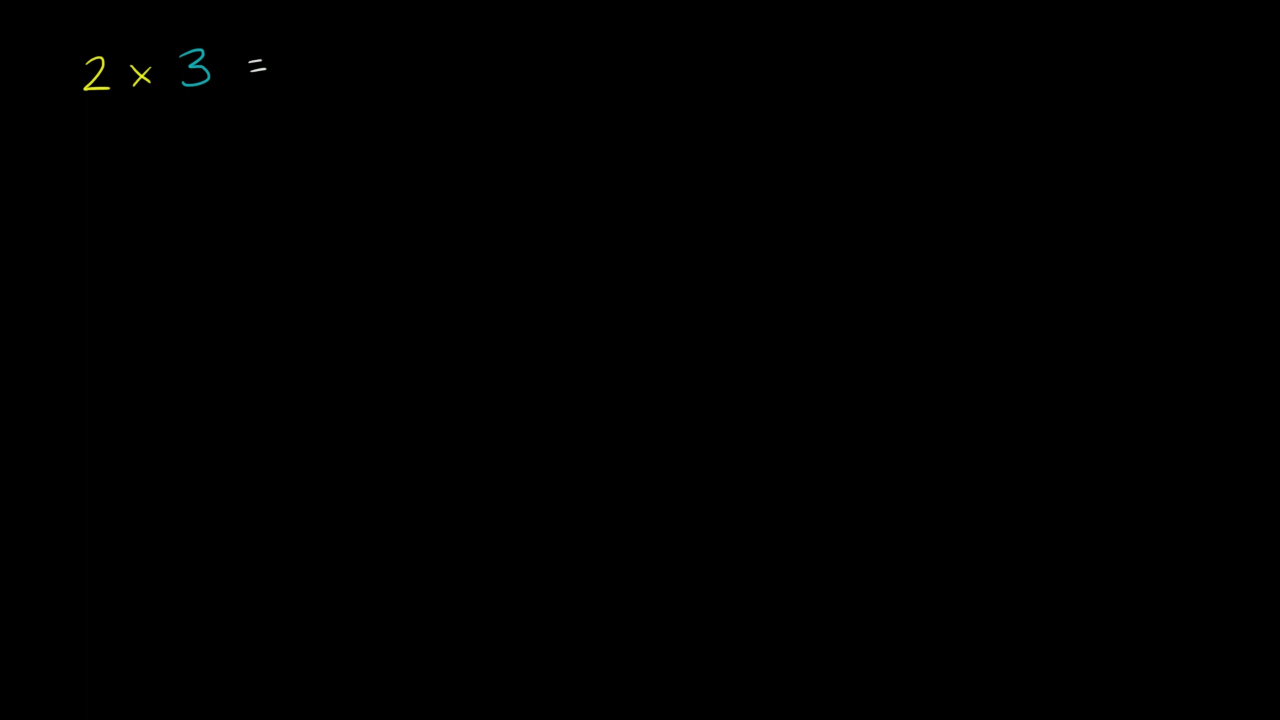 2 × 3 =